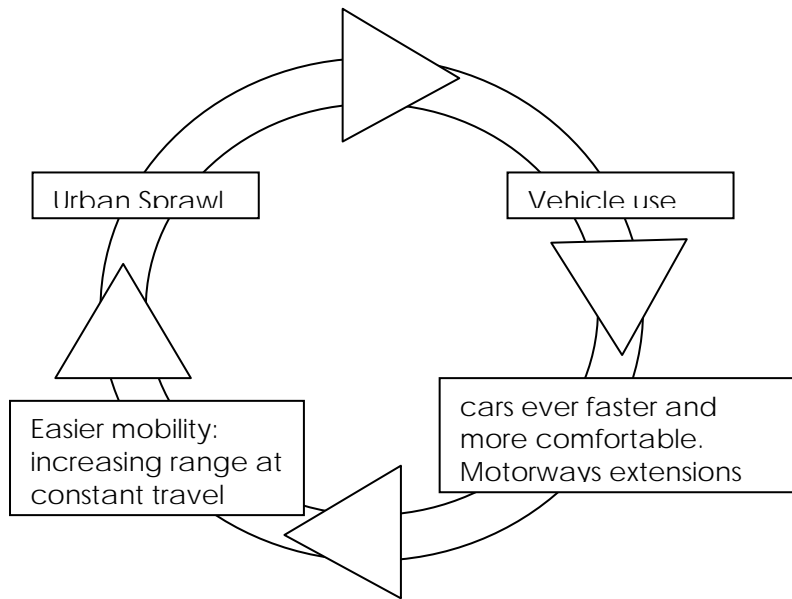 Urban Sprawl
Vehicle use
cars ever faster and
more comfortable.
Motorways extensions
Easier mobility:
increasing range at
constant travel